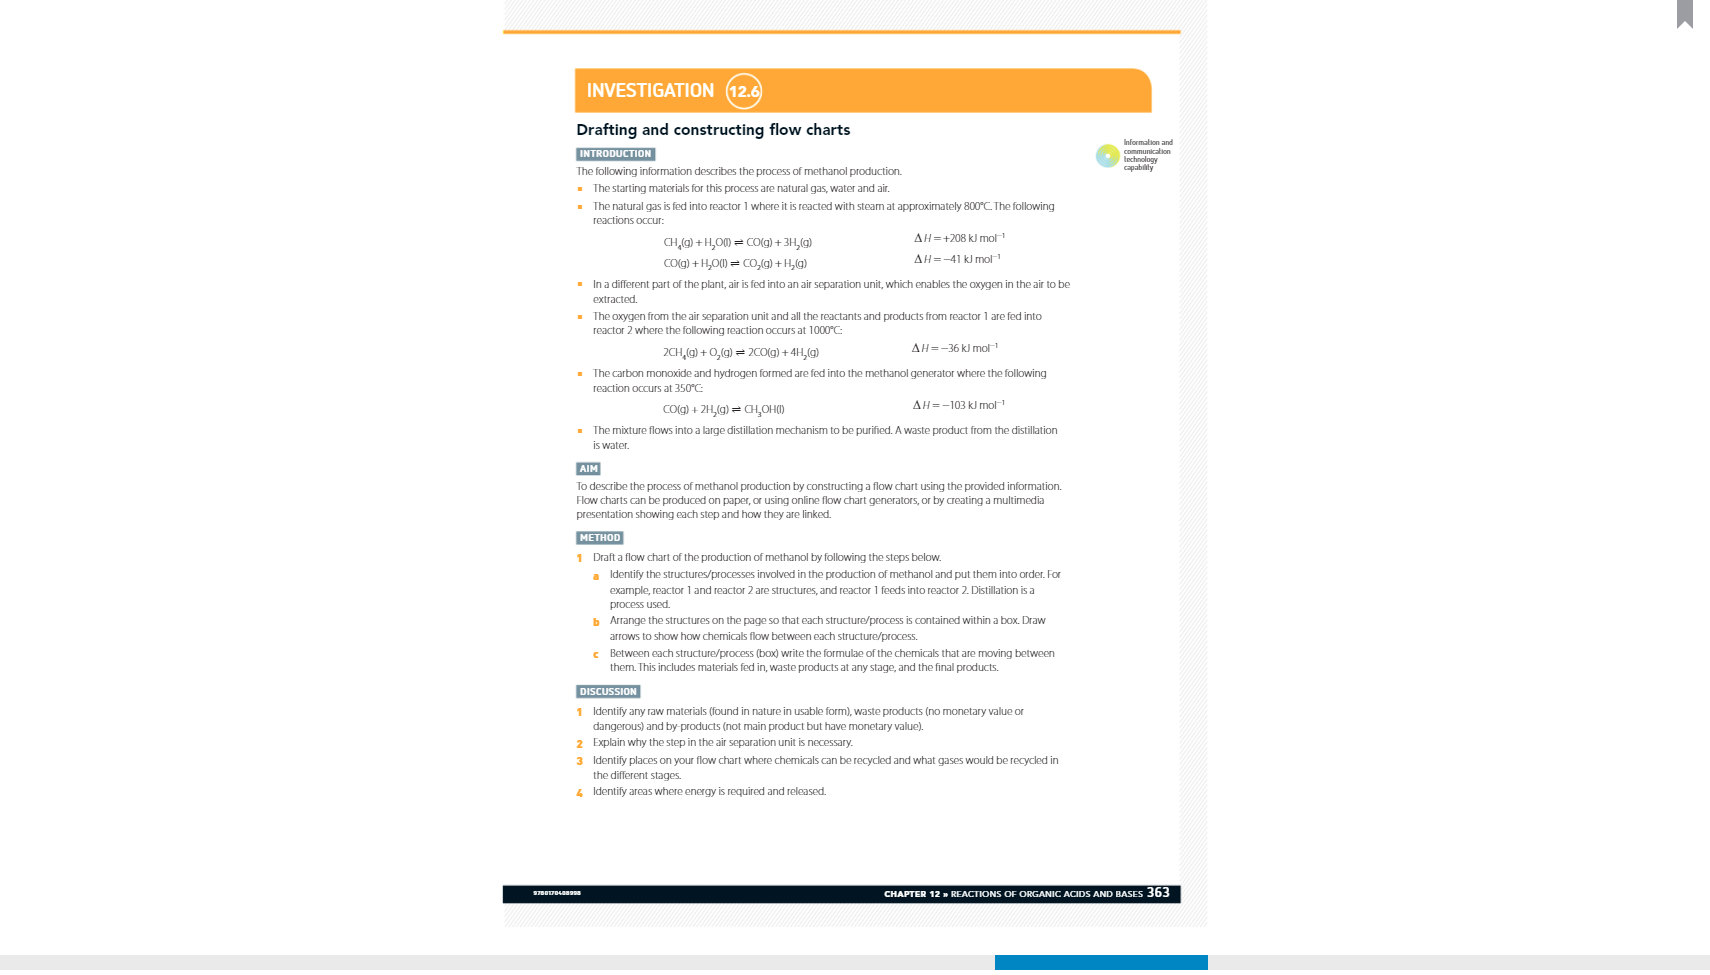 INVESTIGATION 12.6
Drafting and constructing flow charts
Information and
communication
technology
capability
INTRODUCTION
The following information describes the process of methanol production.
▪ The starting materials for this process are natural gas, water and air.
▪ The natural gas is fed into reactor 1 where it is reacted with steam at approximately 800°C. The following
reactions occur:
CH₄(g) + H₂O(l) ⇌ CO(g) + 3H₂(g) ΔH = +208 kJ mol⁻¹
CO(g) + H₂O(l) ⇌ CO₂(g) + H₂(g) ΔH = −41 kJ mol⁻¹
▪ In a different part of the plant, air is fed into an air separation unit, which enables the oxygen in the air to be
extracted.
▪ The oxygen from the air separation unit and all the reactants and products from reactor 1 are fed into
reactor 2 where the following reaction occurs at 1000°C:
2CH₄(g) + O₂(g) ⇌ 2CO(g) + 4H₂(g) ΔH = −36 kJ mol⁻¹
▪ The carbon monoxide and hydrogen formed are fed into the methanol generator where the following
reaction occurs at 350°C:
CO(g) + 2H₂(g) ⇌ CH₃OH(l) ΔH = −103 kJ mol⁻¹
▪ The mixture flows into a large distillation mechanism to be purified. A waste product from the distillation
is water.
AIM
To describe the process of methanol production by constructing a flow chart using the provided information.
Flow charts can be produced on paper, or using online flow chart generators, or by creating a multimedia
presentation showing each step and how they are linked.
METHOD
1 Draft a flow chart of the production of methanol by following the steps below.
a Identify the structures/processes involved in the production of methanol and put them into order. For
example, reactor 1 and reactor 2 are structures, and reactor 1 feeds into reactor 2. Distillation is a
process used.
b Arrange the structures on the page so that each structure/process is contained within a box. Draw
arrows to show how chemicals flow between each structure/process.
c Between each structure/process (box) write the formulae of the chemicals that are moving between
them. This includes materials fed in, waste products at any stage, and the final products.
DISCUSSION
1 Identify any raw materials (found in nature in usable form), waste products (no monetary value or
dangerous) and by-products (not main product but have monetary value).
2 Explain why the step in the air separation unit is necessary.
3 Identify places on your flow chart where chemicals can be recycled and what gases would be recycled in
the different stages.
4 Identify areas where energy is required and released.
9780170408998
CHAPTER 12 » REACTIONS OF ORGANIC ACIDS AND BASES 363